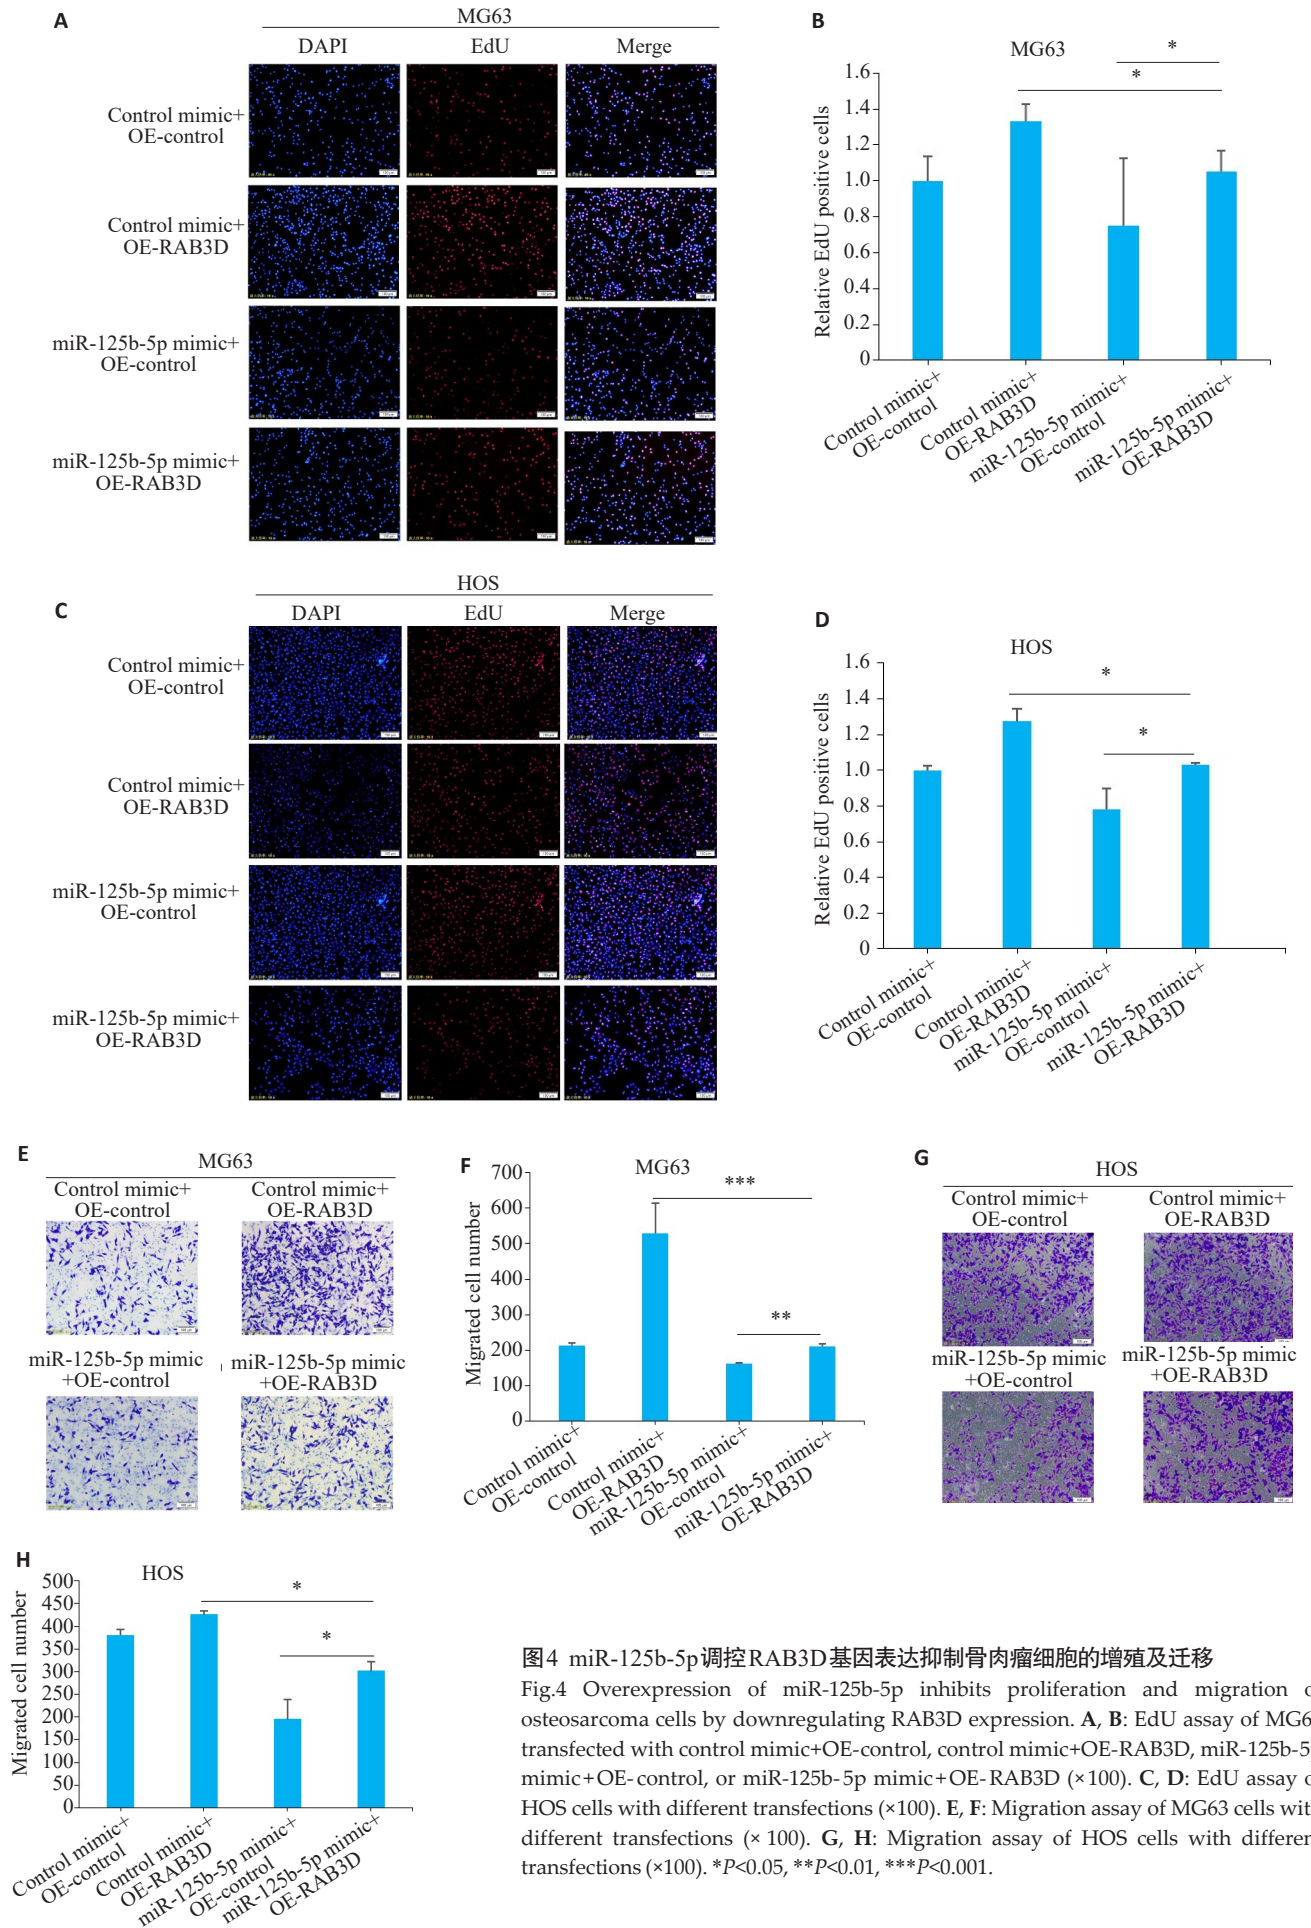 A
MG63
DAPI
EdU
Merge
Control mimic+
OE-control
Control mimic+
OE-RAB3D
miR-125b-5p mimic+
OE-control
miR-125b-5p mimic+
OE-RAB3D
B
MG63
*
*
Relative EdU positive cells
1.6
1.4
1.2
1.0
0.8
0.6
0.4
0.2
0
Control mimic+
OE-control
Control mimic+
OE-RAB3D
miR-125b-5p mimic+
OE-control
miR-125b-5p mimic+
OE-RAB3D
C
HOS
DAPI
EdU
Merge
Control mimic+
OE-control
Control mimic+
OE-RAB3D
miR-125b-5p mimic+
OE-control
miR-125b-5p mimic+
OE-RAB3D
D
HOS
*
*
Relative EdU positive cells
1.6
1.4
1.2
1.0
0.8
0.6
0.4
0.2
0
Control mimic+
OE-control
Control mimic+
OE-RAB3D
miR-125b-5p mimic+
OE-control
miR-125b-5p mimic+
OE-RAB3D
E
MG63
Control mimic+
OE-control
Control mimic+
OE-RAB3D
miR-125b-5p mimic
+OE-control
miR-125b-5p mimic
+OE-RAB3D
F
MG63
***
**
Migrated cell number
700
600
500
400
300
200
100
0
Control mimic+
OE-control
Control mimic+
OE-RAB3D
miR-125b-5p mimic+
OE-control
miR-125b-5p mimic+
OE-RAB3D
G
HOS
Control mimic+
OE-control
Control mimic+
OE-RAB3D
miR-125b-5p mimic
+OE-control
miR-125b-5p mimic
+OE-RAB3D
H
HOS
*
*
Migrated cell number
500
450
400
350
300
250
200
150
100
50
0
Control mimic+
OE-control
Control mimic+
OE-RAB3D
miR-125b-5p mimic+
OE-control
miR-125b-5p mimic+
OE-RAB3D
图4 miR-125b-5p调控RAB3D基因表达抑制骨肉瘤细胞的增殖及迁移
Fig.4 Overexpression of miR-125b-5p inhibits proliferation and migration o
osteosarcoma cells by downregulating RAB3D expression. A, B: EdU assay of MG6
transfected with control mimic+OE-control, control mimic+OE-RAB3D, miR-125b-5
mimic+OE-control, or miR-125b-5p mimic+OE-RAB3D (×100). C, D: EdU assay o
HOS cells with different transfections (×100). E, F: Migration assay of MG63 cells wit
different transfections (×100). G, H: Migration assay of HOS cells with differen
transfections (×100). *P<0.05, **P<0.01, ***P<0.001.